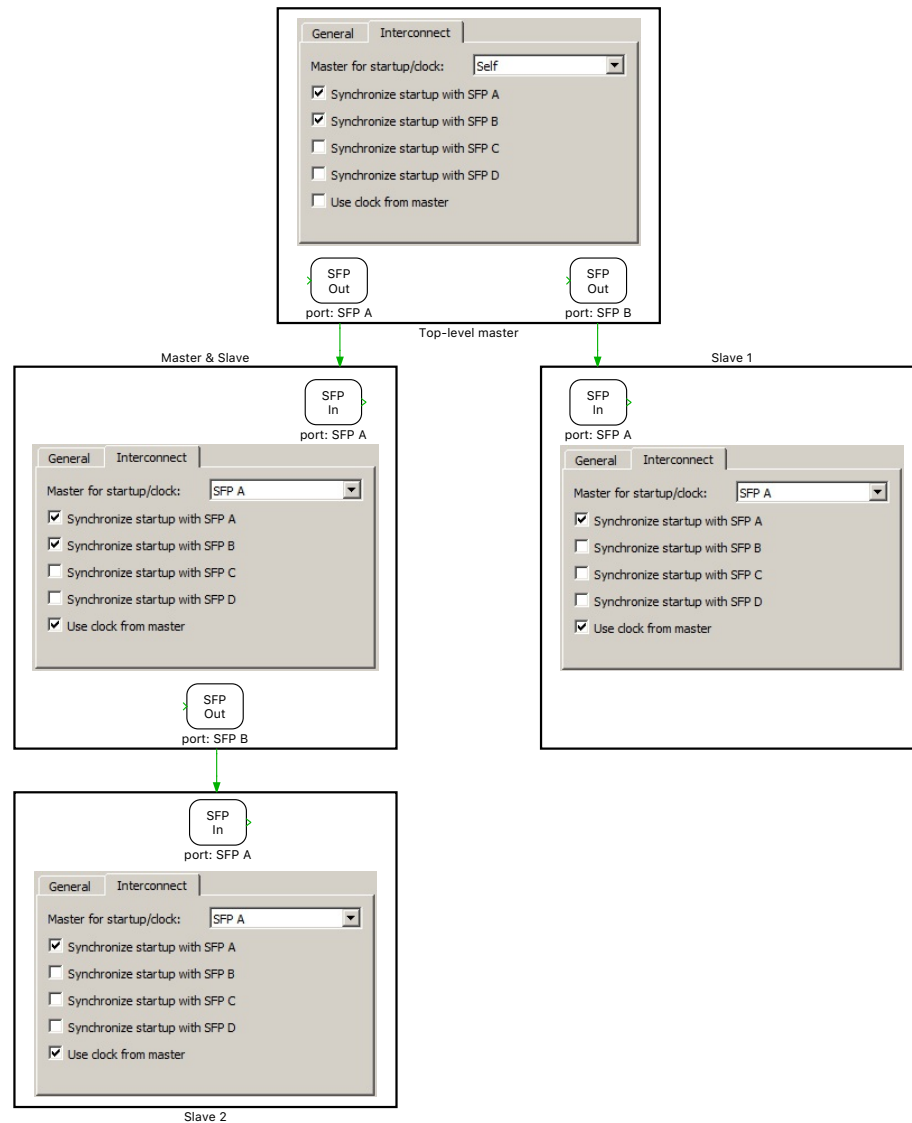 General Interconnect
Master for startup/clock: Self
Synchronize startup with SFP A
Synchronize startup with SFP B
Synchronize startup with SFP C
Synchronize startup with SFP D
Use clock from master
SFP
Out
port: SFP A
SFP
Out
port: SFP B
Top-level master
Master & Slave
SFP
In
port: SFP A
General Interconnect
Master for startup/clock: SFP A
Synchronize startup with SFP A
Synchronize startup with SFP B
Synchronize startup with SFP C
Synchronize startup with SFP D
Use clock from master
SFP
Out
port: SFP B
Slave 1
SFP
In
port: SFP A
General Interconnect
Master for startup/clock: SFP A
Synchronize startup with SFP A
Synchronize startup with SFP B
Synchronize startup with SFP C
Synchronize startup with SFP D
Use clock from master
SFP
In
port: SFP A
General Interconnect
Master for startup/clock: SFP A
Synchronize startup with SFP A
Synchronize startup with SFP B
Synchronize startup with SFP C
Synchronize startup with SFP D
Use clock from master
Slave 2